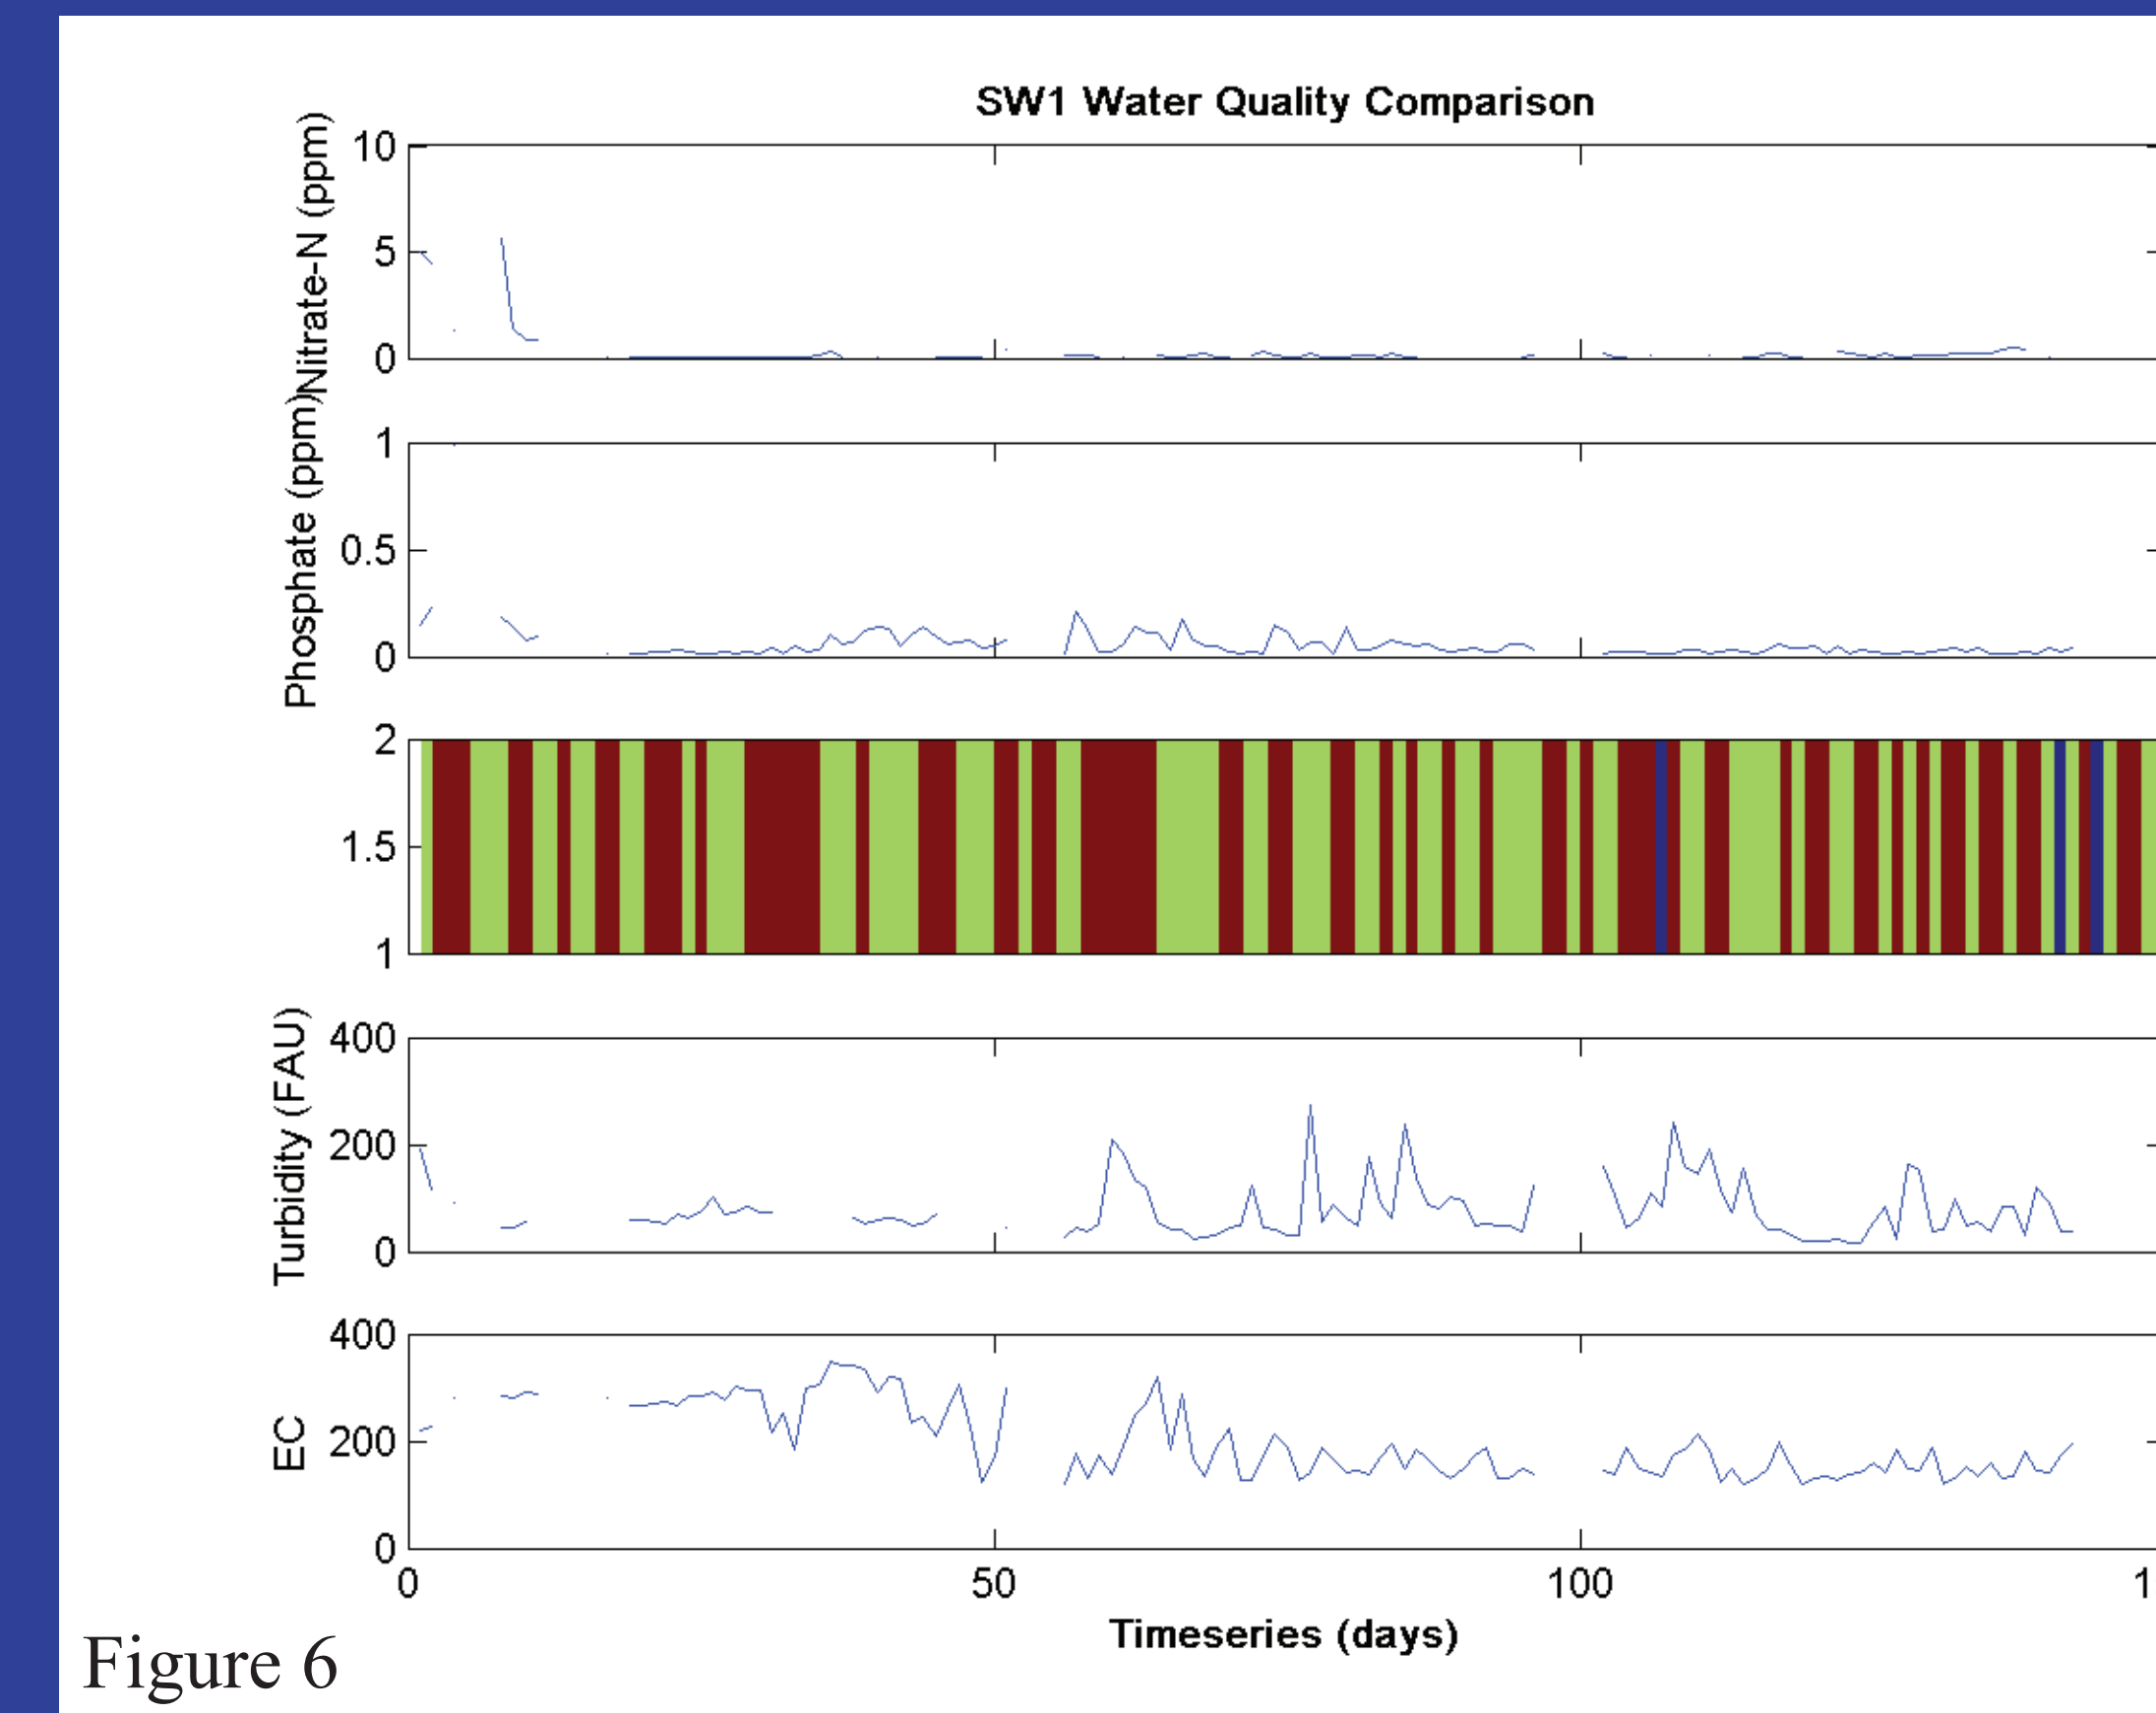 SW1 Water Quality Comparison
10
5
0
Nitrate-N (ppm)
1
0.5
0
Phosphate (ppm)
2
1.5
1
400
200
0
Turbidity (FAU)
400
200
0
EC
0 50 100 1
Timeseries (days)
Figure 6